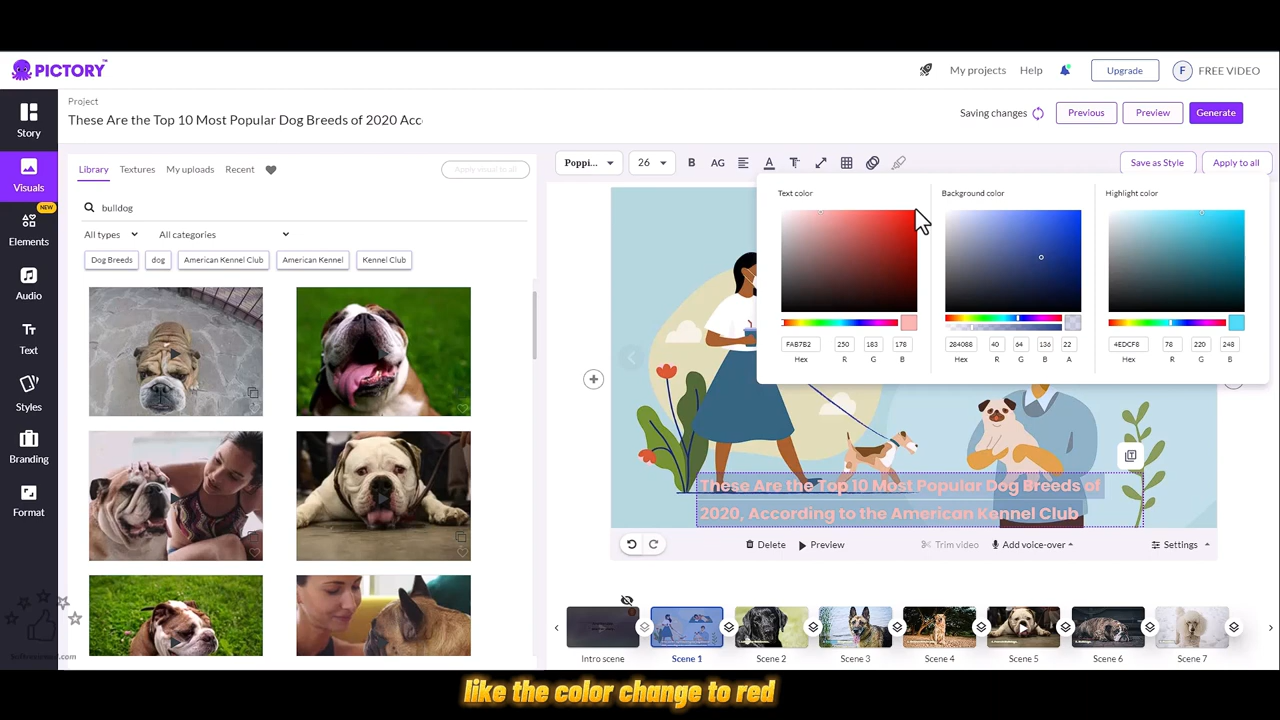 PICTORY
My projects
Help
Upgrade
F
FREE VIDEO
Story
Visuals
NEW
Elements
Audio
Text
Styles
Branding
Format
Project
These Are the Top 10 Most Popular Dog Breeds of 2020 Acc
Saving changes
Previous
Preview
Generate
Library
Textures
My uploads
Recent
Apply visual to all
bulldog
All types
All categories
Dog Breeds
dog
American Kennel Club
American Kennel
Kennel Club
Poppi...
26
B
AG
Save as Style
Apply to all
Text color
Background color
Highlight color
FAB7B2
250
183
178
Hex
R
G
B
284088
40
64
136
22
Hex
R
G
B
A
4EDCF8
78
220
248
Hex
R
G
B
These Are the Top 10 Most Popular Dog Breeds of
2020, According to the American Kennel Club
Delete
Preview
Trim video
Add voice-over
Settings
Intro scene
Scene 1
Scene 2
Scene 3
Scene 4
Scene 5
Scene 6
Scene 7
like the color change to red